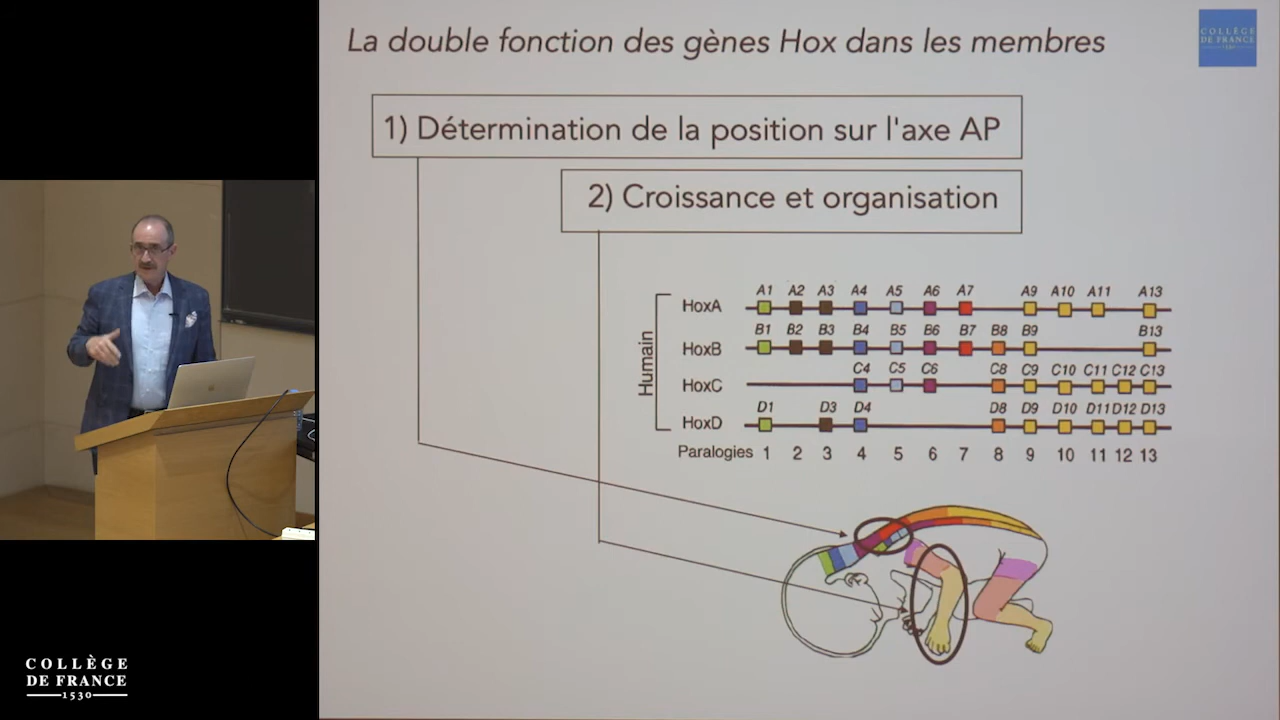 La double fonction des gènes Hox dans les membres
COLLÈGE
DE FRANCE
1530
1) Détermination de la position sur l'axe AP
2) Croissance et organisation
Humain
A1 A2 A3 A4 A5 A6 A7 A9 A10 A11 A13
HoxA
B1 B2 B3 B4 B5 B6 B7 B8 B9 B13
HoxB
C4 C5 C6 C8 C9 C10 C11 C12 C13
HoxC
D1 D3 D4 D8 D9 D10 D11 D12 D13
HoxD
Paralogies 1 2 3 4 5 6 7 8 9 10 11 12 13
COLLÈGE
DE FRANCE
1530